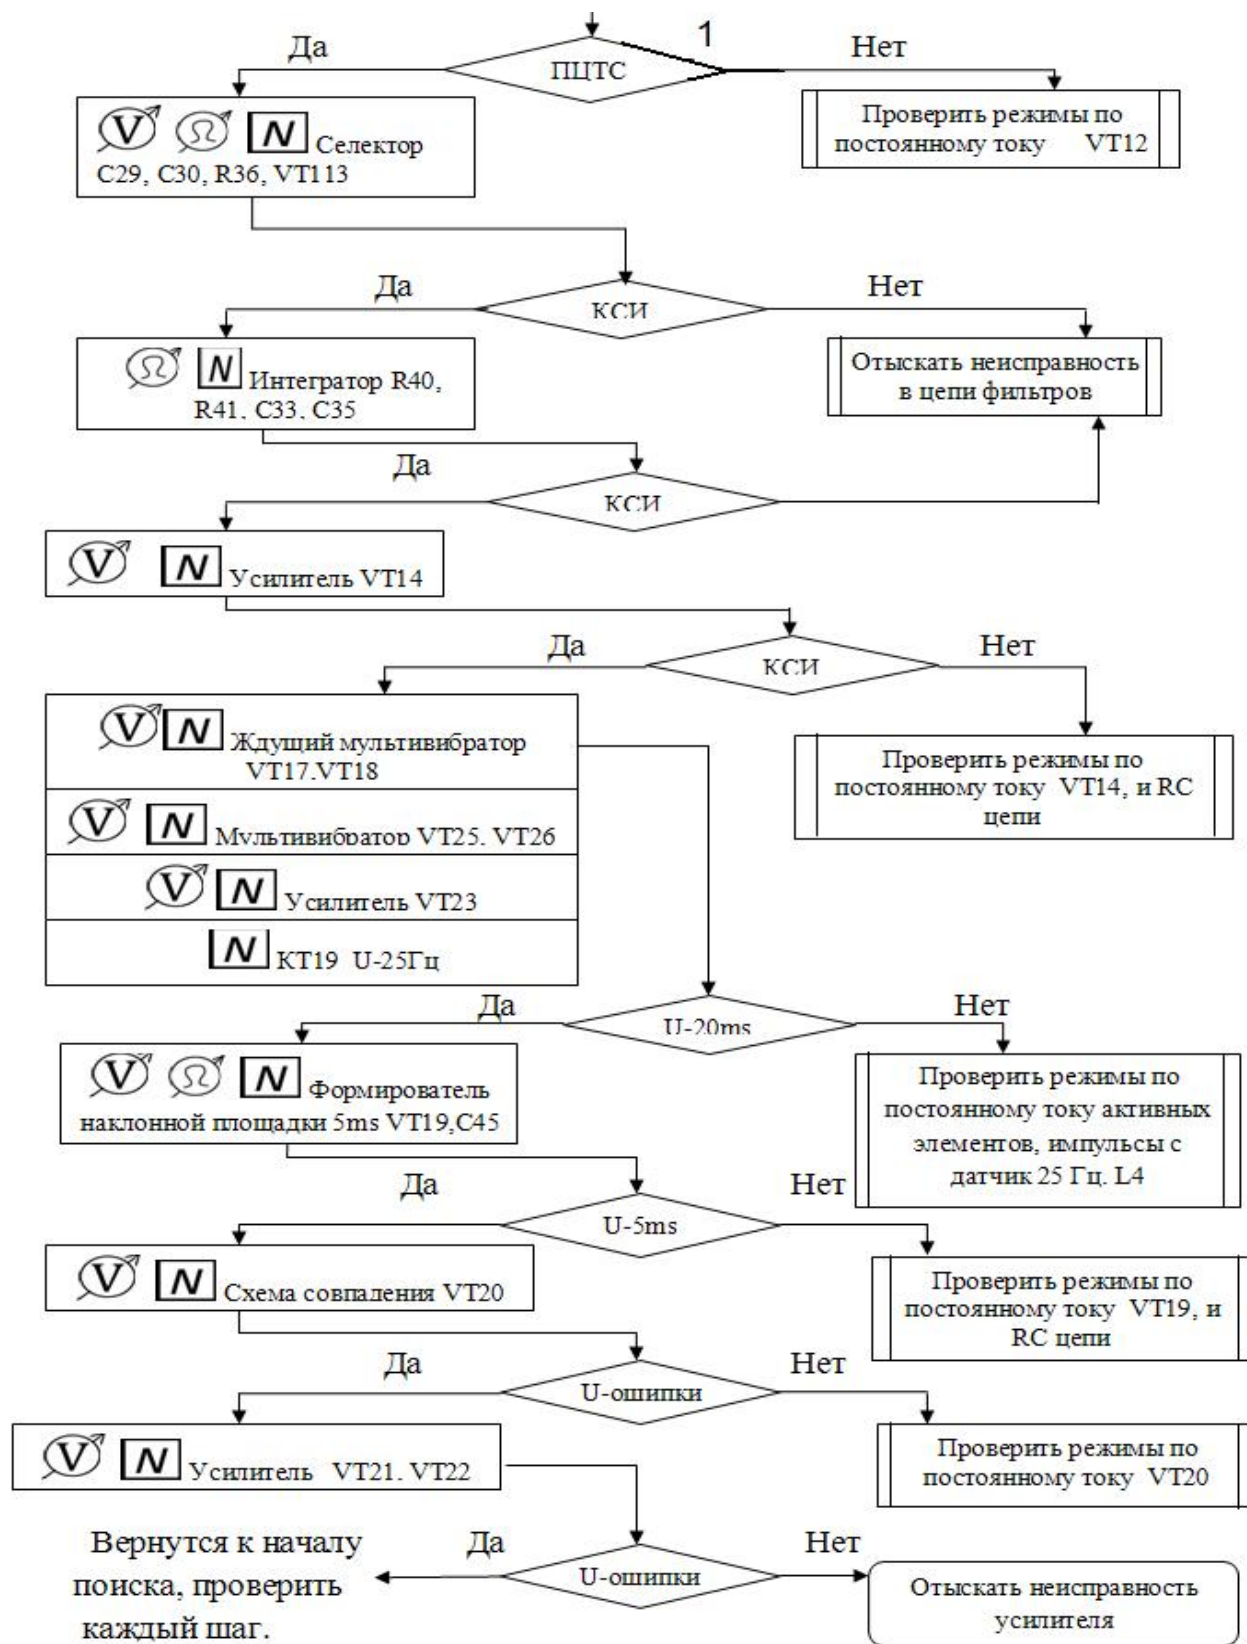 1
Да
ПЦТС
Нет
V Ω N Селектор
С29, С30, R36, VT113
Проверить режимы по
постоянному току VT12
Да
КСИ
Нет
Ω N Интегратор R40,
R41, С33, С35
Отыскать неисправность
в цепи фильтров
Да
КСИ
V N Усилитель VT14
Да
КСИ
Нет
V N Ждущий мультивибратор
VT17,VT18
V N Мультивибратор VT25, VT26
V N Усилитель VT23
N КТ19 U-25Гц
Проверить режимы по
постоянному току VT14, и RC
цепи
Да
U-20ms
Нет
V Ω N Формирователь
наклонной площадки 5ms VT19,С45
Проверить режимы по
постоянному току активных
элементов, импульсы с
датчик 25 Гц. L4
Да
U-5ms
Нет
V N Схема совпадения VT20
Проверить режимы по
постоянному току VT19, и
RC цепи
Да
U-ошипки
Нет
V N Усилитель VT21, VT22
Проверить режимы по
постоянному току VT20
Вернутся к началу
поиска, проверить
каждый шаг.
Да
U-ошипки
Нет
Отыскать неисправность
усилителя